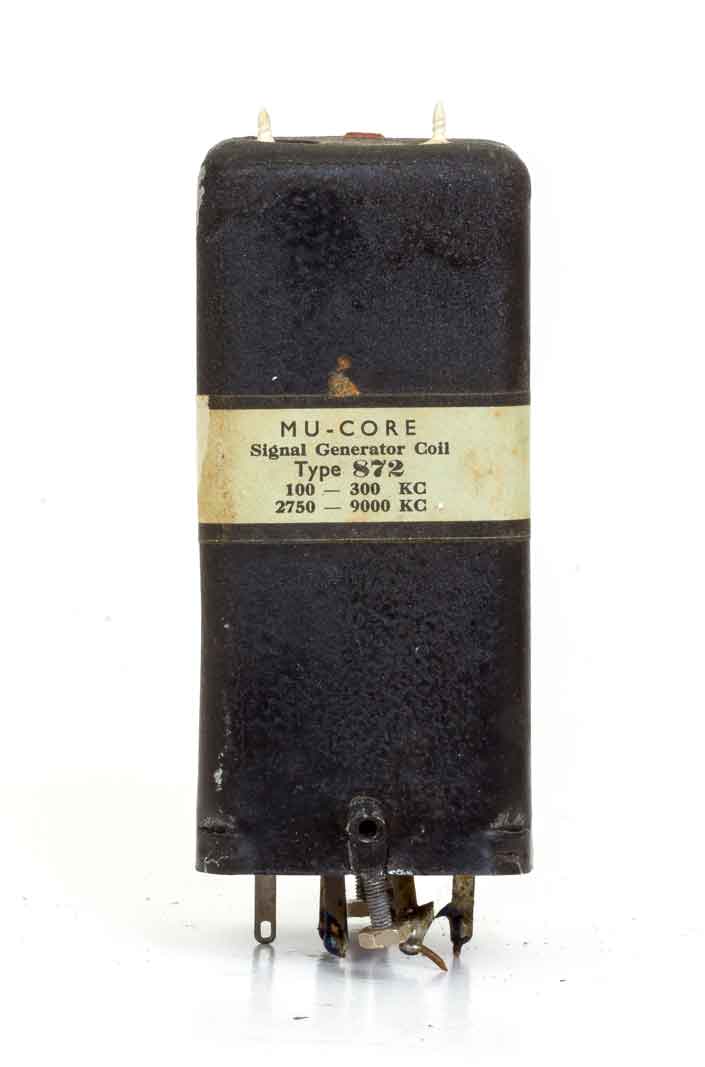 MU-CORE
Signal Generator Coil
Type 872
100 — 300 KC
2750 — 9000 KC